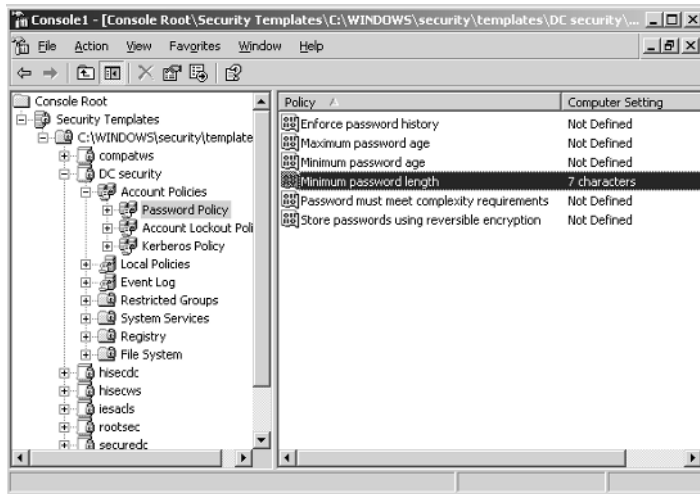 Console1 - [Console Root\Security Templates\C:\WINDOWS\security\templates\DC security\...
File Action View Favorites Window Help
Console Root
Security Templates
C:\WINDOWS\security\template
compatws
DC security
Account Policies
Password Policy
Account Lockout Poli
Kerberos Policy
Local Policies
Event Log
Restricted Groups
System Services
Registry
File System
hisecdc
hisecws
iesacls
rootsec
securedc
Policy Computer Setting
Enforce password history Not Defined
Maximum password age Not Defined
Minimum password age Not Defined
Minimum password length 7 characters
Password must meet complexity requirements Not Defined
Store passwords using reversible encryption Not Defined